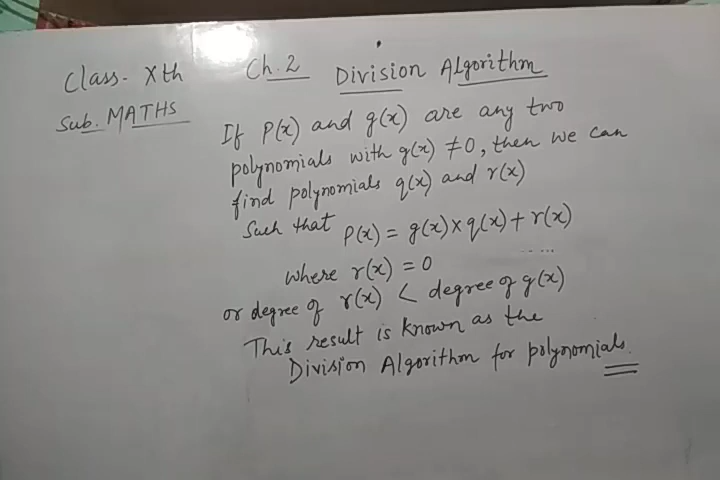 Class- Xth Ch.2 Division Algorithm
Sub. MATHS
If P(x) and g(x) are any two
polynomials with g(x) ≠ 0, then we can
find polynomials q(x) and r(x)
Such that P(x) = g(x) × q(x) + r(x)
where r(x) = 0
or degree of r(x) < degree of g(x)
This result is known as the
Division Algorithm for polynomials.